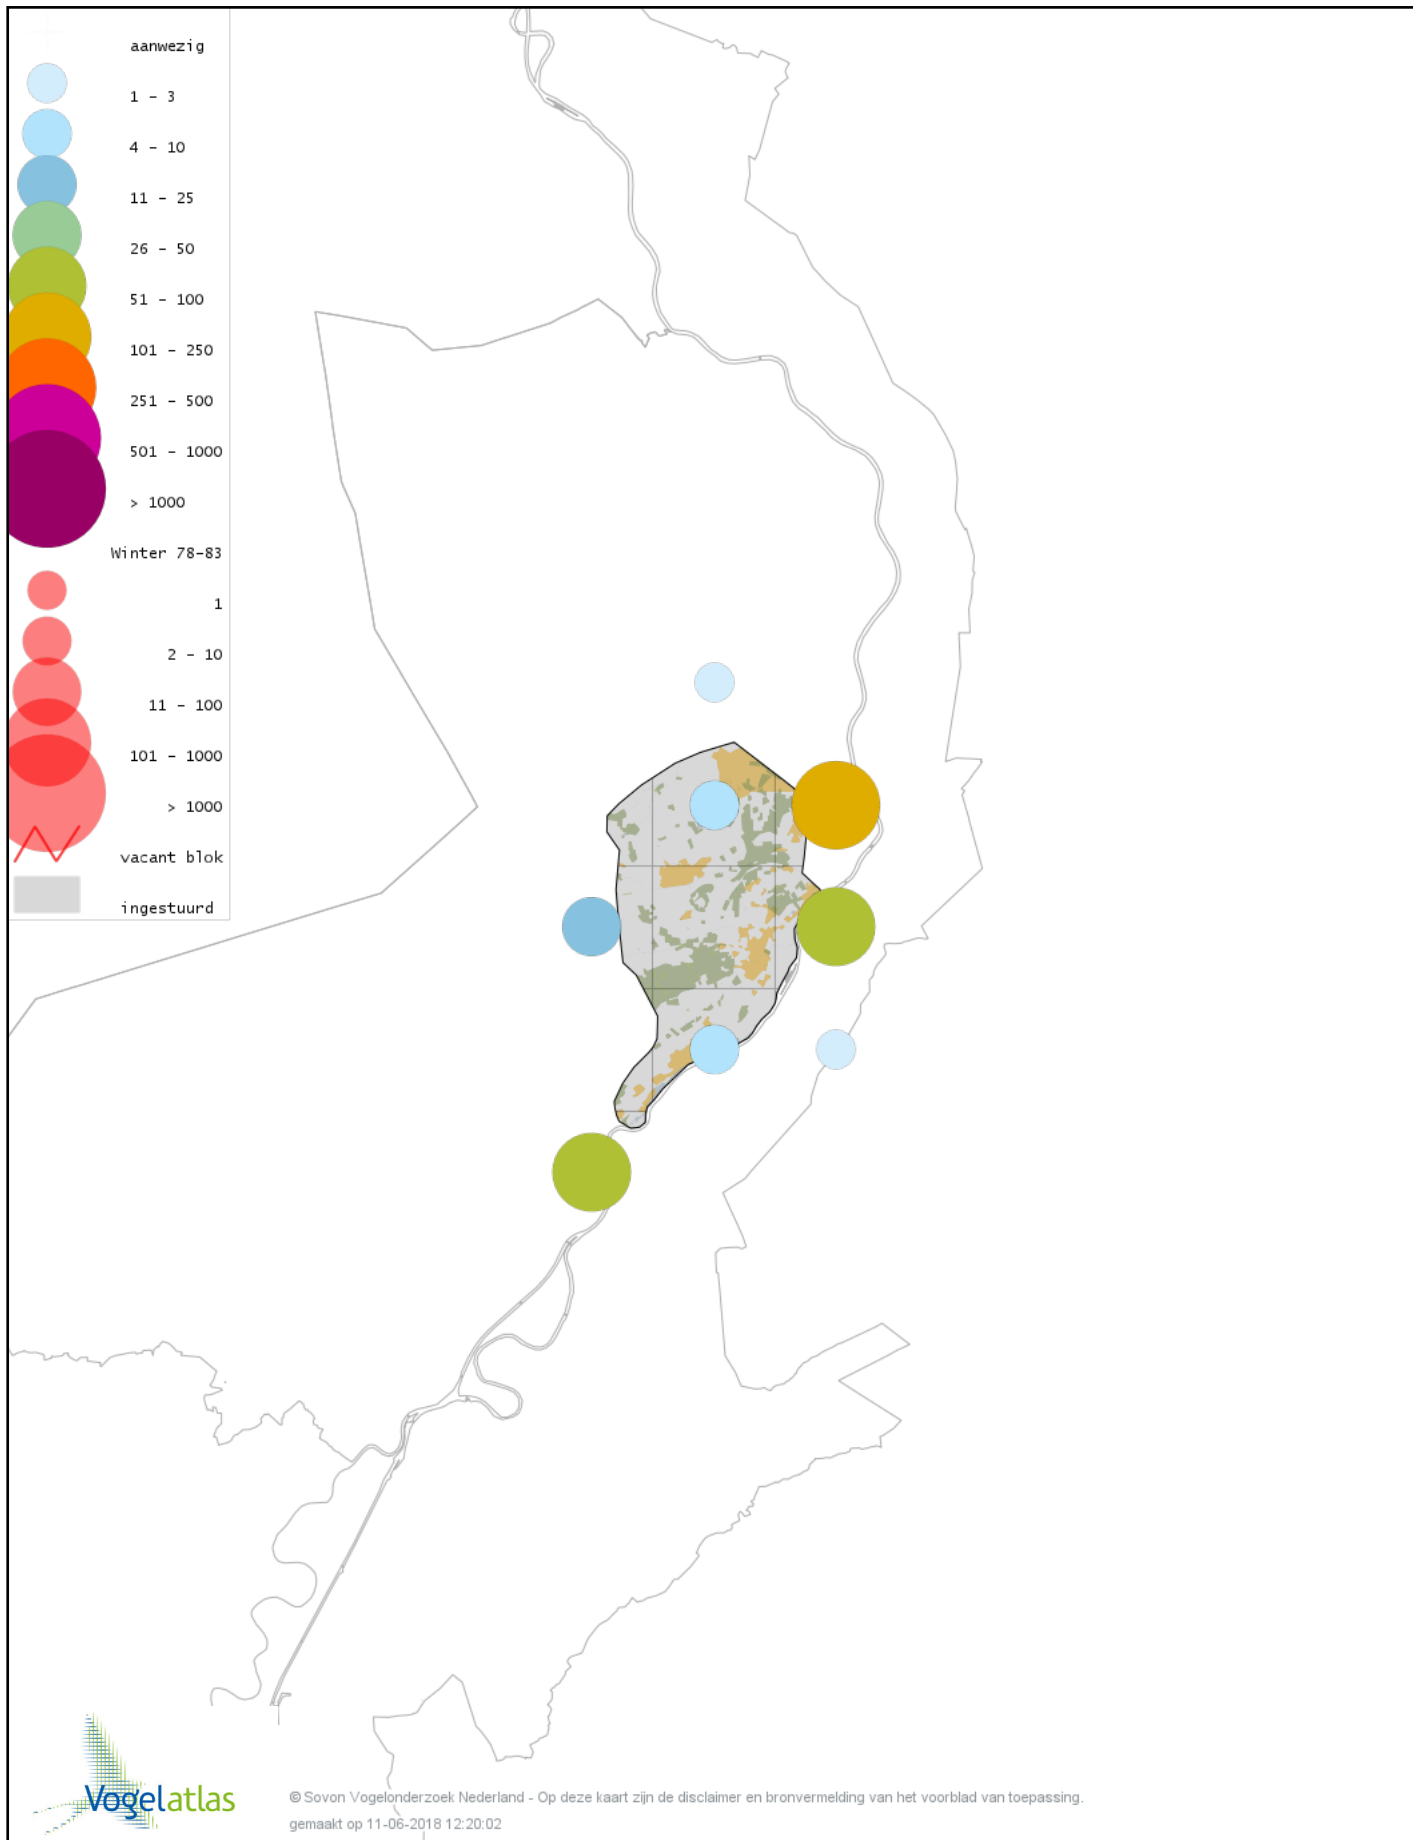 aanwezig
1 - 3
4 - 10
11 - 25
26 - 50
51 - 100
101 - 250
251 - 500
501 - 1000
> 1000
Winter 78-83
1
2 - 10
11 - 100
101 - 1000
> 1000
vacant blok
ingestuurd
Vogelatlas
© Sovon Vogelonderzoek Nederland - Op deze kaart zijn de disclaimer en bronvermelding van het voorblad van toepassing.
gemaakt op 11-06-2018 12:20:02